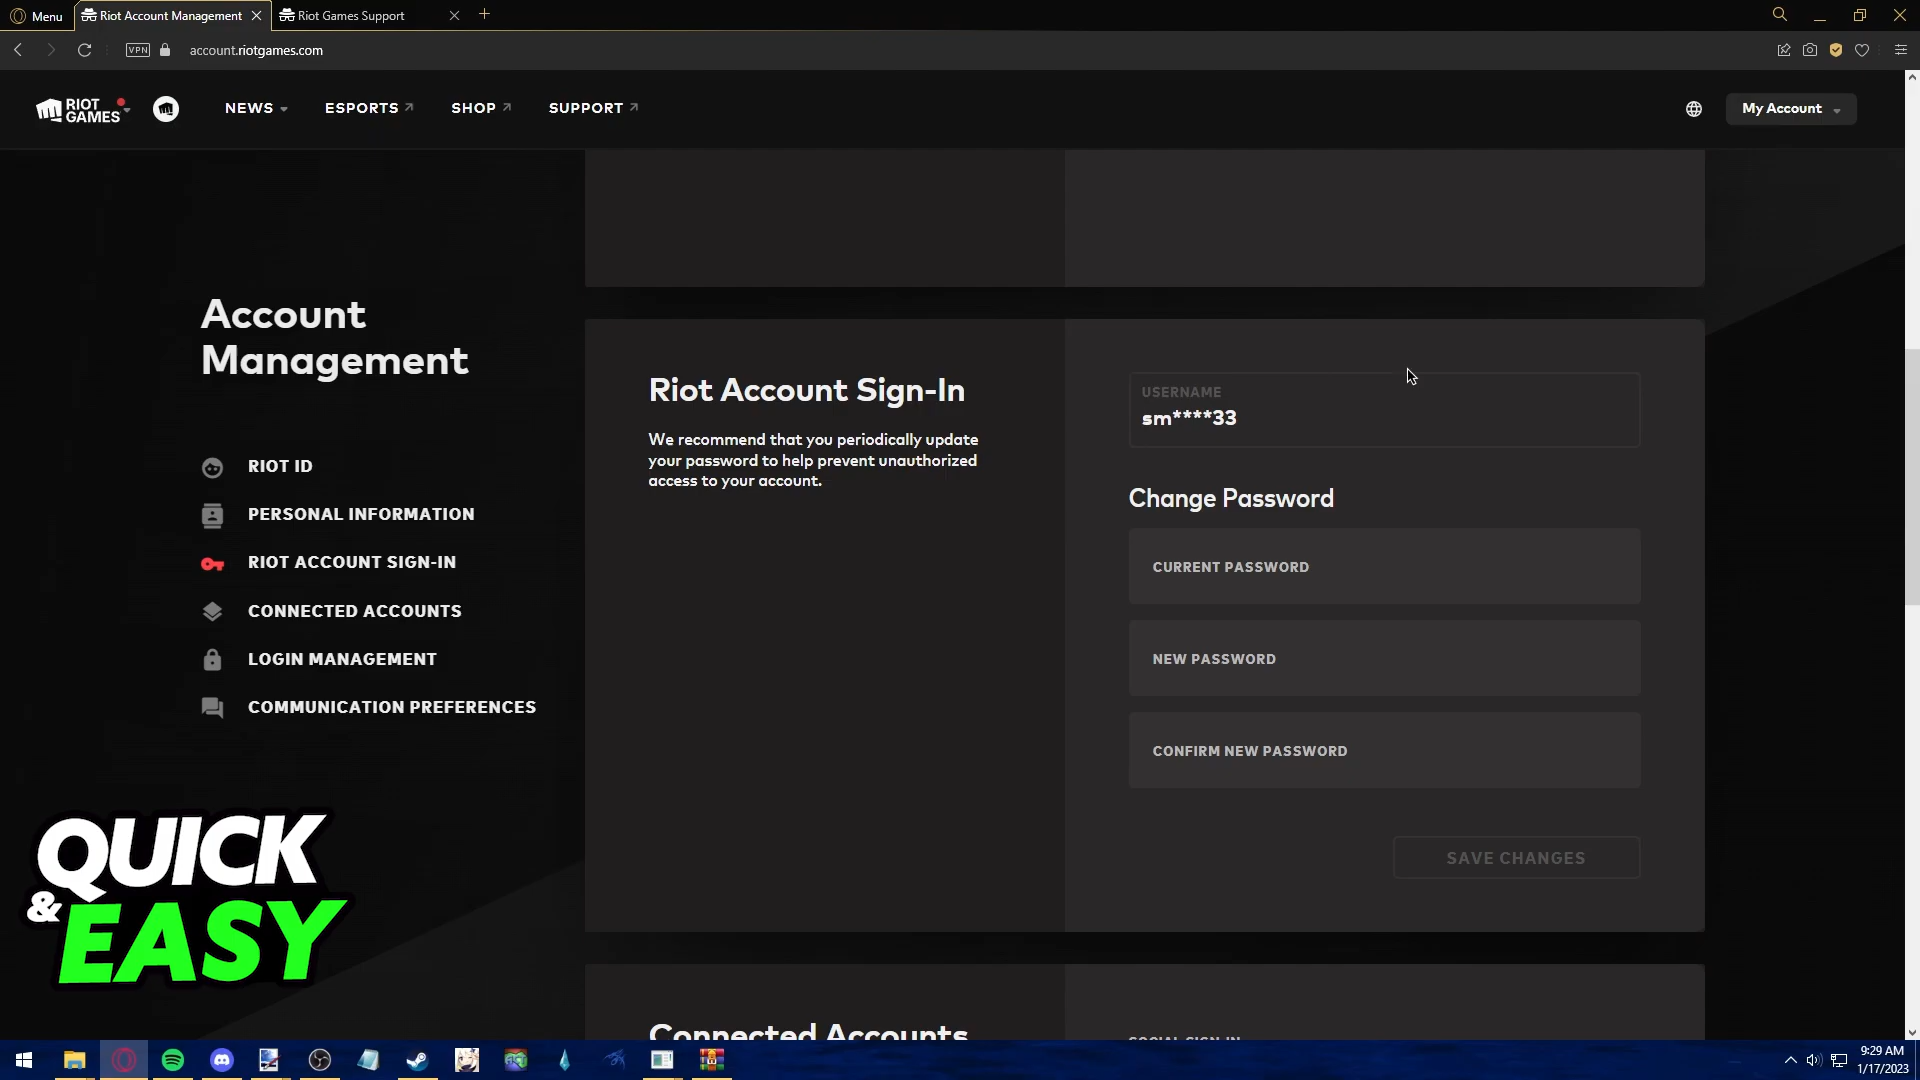 Menu
Riot Account Management
Riot Games Support
VPN
account.riotgames.com
RIOT GAMES
NEWS
ESPORTS
SHOP
SUPPORT
My Account
Account
Management
RIOT ID
PERSONAL INFORMATION
RIOT ACCOUNT SIGN-IN
CONNECTED ACCOUNTS
LOGIN MANAGEMENT
COMMUNICATION PREFERENCES
Riot Account Sign-In
We recommend that you periodically update
your password to help prevent unauthorized
access to your account.
USERNAME
sm****33
Change Password
CURRENT PASSWORD
NEW PASSWORD
CONFIRM NEW PASSWORD
SAVE CHANGES
Connected Accounts
SOCIAL SIGN-IN
QUICK
& EASY
9:29 AM
1/17/2023